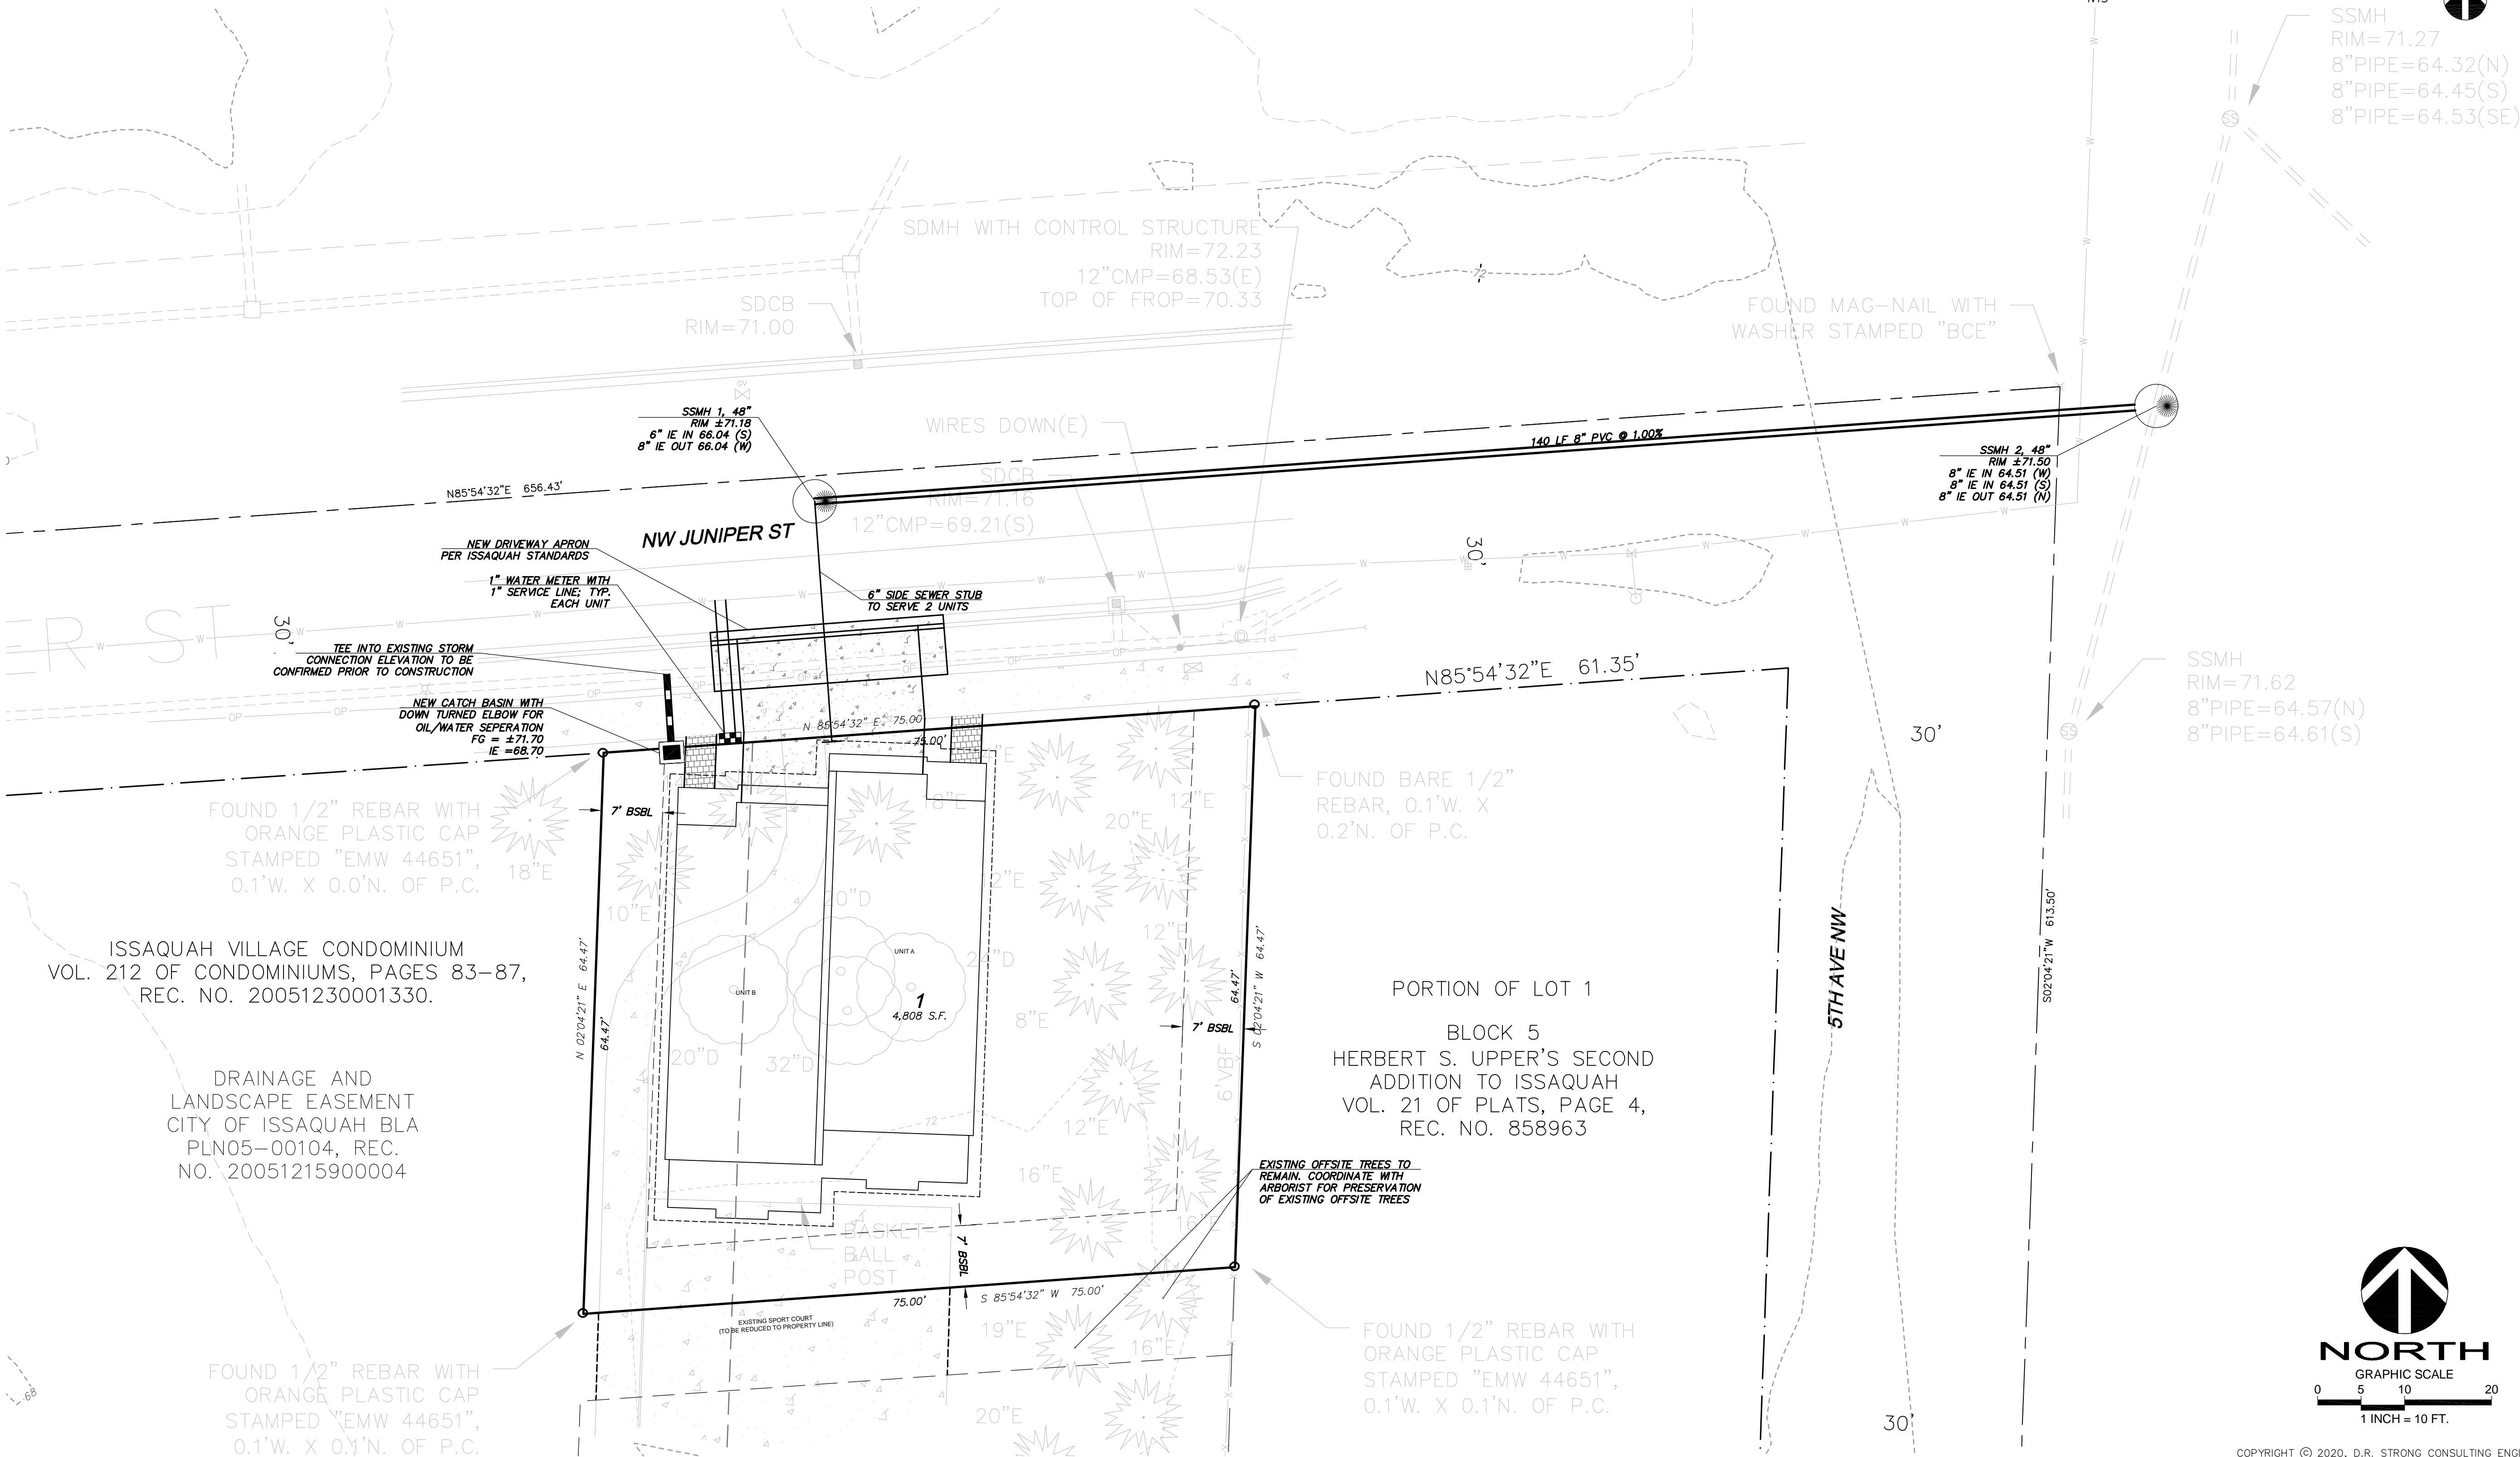 SSMH
RIM=71.27
8"PIPE=64.32(N)
8"PIPE=64.45(S)
8"PIPE=64.53(SE)
SDMH WITH CONTROL STRUCTURE
RIM=72.23
12"CMP=68.53(E)
TOP OF FROP=70.33
72
SDCB
RIM=71.00
FOUND MAG-NAIL WITH
WASHER STAMPED "BCE"
GV
SSMH 1, 48"
RIM ±71.18
6" IE IN 66.04 (S)
8" IE OUT 66.04 (W)
WIRES DOWN(E)
140 LF 8" PVC @ 1.00%
SSMH 2, 48"
RIM ±71.50
8" IE IN 64.51 (W)
8" IE IN 64.51 (S)
8" IE OUT 64.51 (N)
SDCB
RIM=71.16
12"CMP=69.21(S)
N85°54'32"E 656.43'
NW JUNIPER ST
NEW DRIVEWAY APRON
PER ISSAQUAH STANDARDS
1" WATER METER WITH
1" SERVICE LINE; TYP.
EACH UNIT
6" SIDE SEWER STUB
TO SERVE 2 UNITS
30'
30'
ER ST
TEE INTO EXISTING STORM
CONNECTION ELEVATION TO BE
CONFIRMED PRIOR TO CONSTRUCTION
NEW CATCH BASIN WITH
DOWN TURNED ELBOW FOR
OIL/WATER SEPERATION
FG = ±71.70
IE =68.70
N85°54'32"E 61.35'
SSMH
RIM=71.62
8"PIPE=64.57(N)
8"PIPE=64.61(S)
30'
N 85°54'32" E 75.00'
75.00'
FOUND 1/2" REBAR WITH
ORANGE PLASTIC CAP
STAMPED "EMW 44651",
0.1'W. X 0.0'N. OF P.C.
7' BSBL
FOUND BARE 1/2"
REBAR, 0.1'W. X
0.2'N. OF P.C.
18"E
18"E
12"E
20"E
10"E
20"D
12"E
UNIT A
UNIT B
1
4,808 S.F.
8"E
20"D
32"D
12"E
16"E
16"E
72
N 02°04'21" E 64.47'
64.47'
64.47'
S 02°04'21" W 64.47'
7' BSBL
6' VBF
ISSAQUAH VILLAGE CONDOMINIUM
VOL. 212 OF CONDOMINIUMS, PAGES 83-87,
REC. NO. 20051230001330.
DRAINAGE AND
LANDSCAPE EASEMENT
CITY OF ISSAQUAH BLA
PLN05-00104, REC.
NO. 20051215900004
PORTION OF LOT 1
BLOCK 5
HERBERT S. UPPER'S SECOND
ADDITION TO ISSAQUAH
VOL. 21 OF PLATS, PAGE 4,
REC. NO. 858963
5TH AVE NW
S02°04'21"W 613.50'
EXISTING OFFSITE TREES TO
REMAIN. COORDINATE WITH
ARBORIST FOR PRESERVATION
OF EXISTING OFFSITE TREES
BASKET-
BALL
POST
7' BSBL
75.00'
S 85°54'32" W 75.00'
EXISTING SPORT COURT
(TO BE REDUCED TO PROPERTY LINE)
19"E
16"E
20"E
FOUND 1/2" REBAR WITH
ORANGE PLASTIC CAP
STAMPED "EMW 44651",
0.1'W. X 0.1'N. OF P.C.
FOUND 1/2" REBAR WITH
ORANGE PLASTIC CAP
STAMPED "EMW 44651",
0.1'W. X 0.1'N. OF P.C.
68
30'
NORTH
GRAPHIC SCALE
0 5 10 20
1 INCH = 10 FT.
COPYRIGHT © 2020, D.R. STRONG CONSULTING ENGI